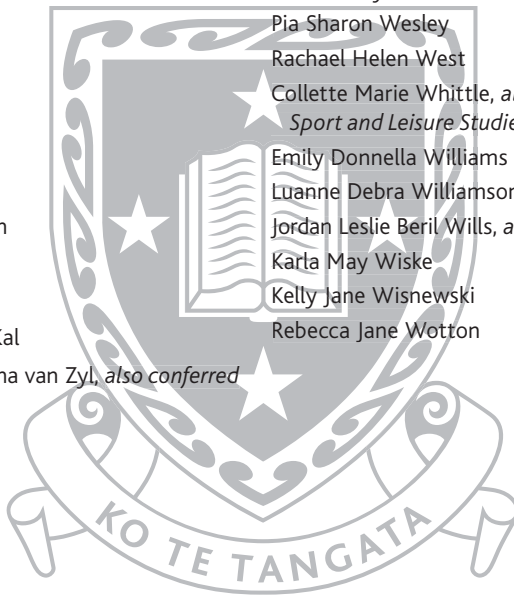 Kal
na van Zyl, also conferred
Pia Sharon Wesley
Rachael Helen West
Collette Marie Whittle,
Sport and Leisure
Emily Donnella Williams
Luanne Debra Williamson
Jordan Leslie Beril Wills,
Karla May Wiske
Kelly Jane Wisnewski
Rebecca Jane Wotton
KO TE TANGATA